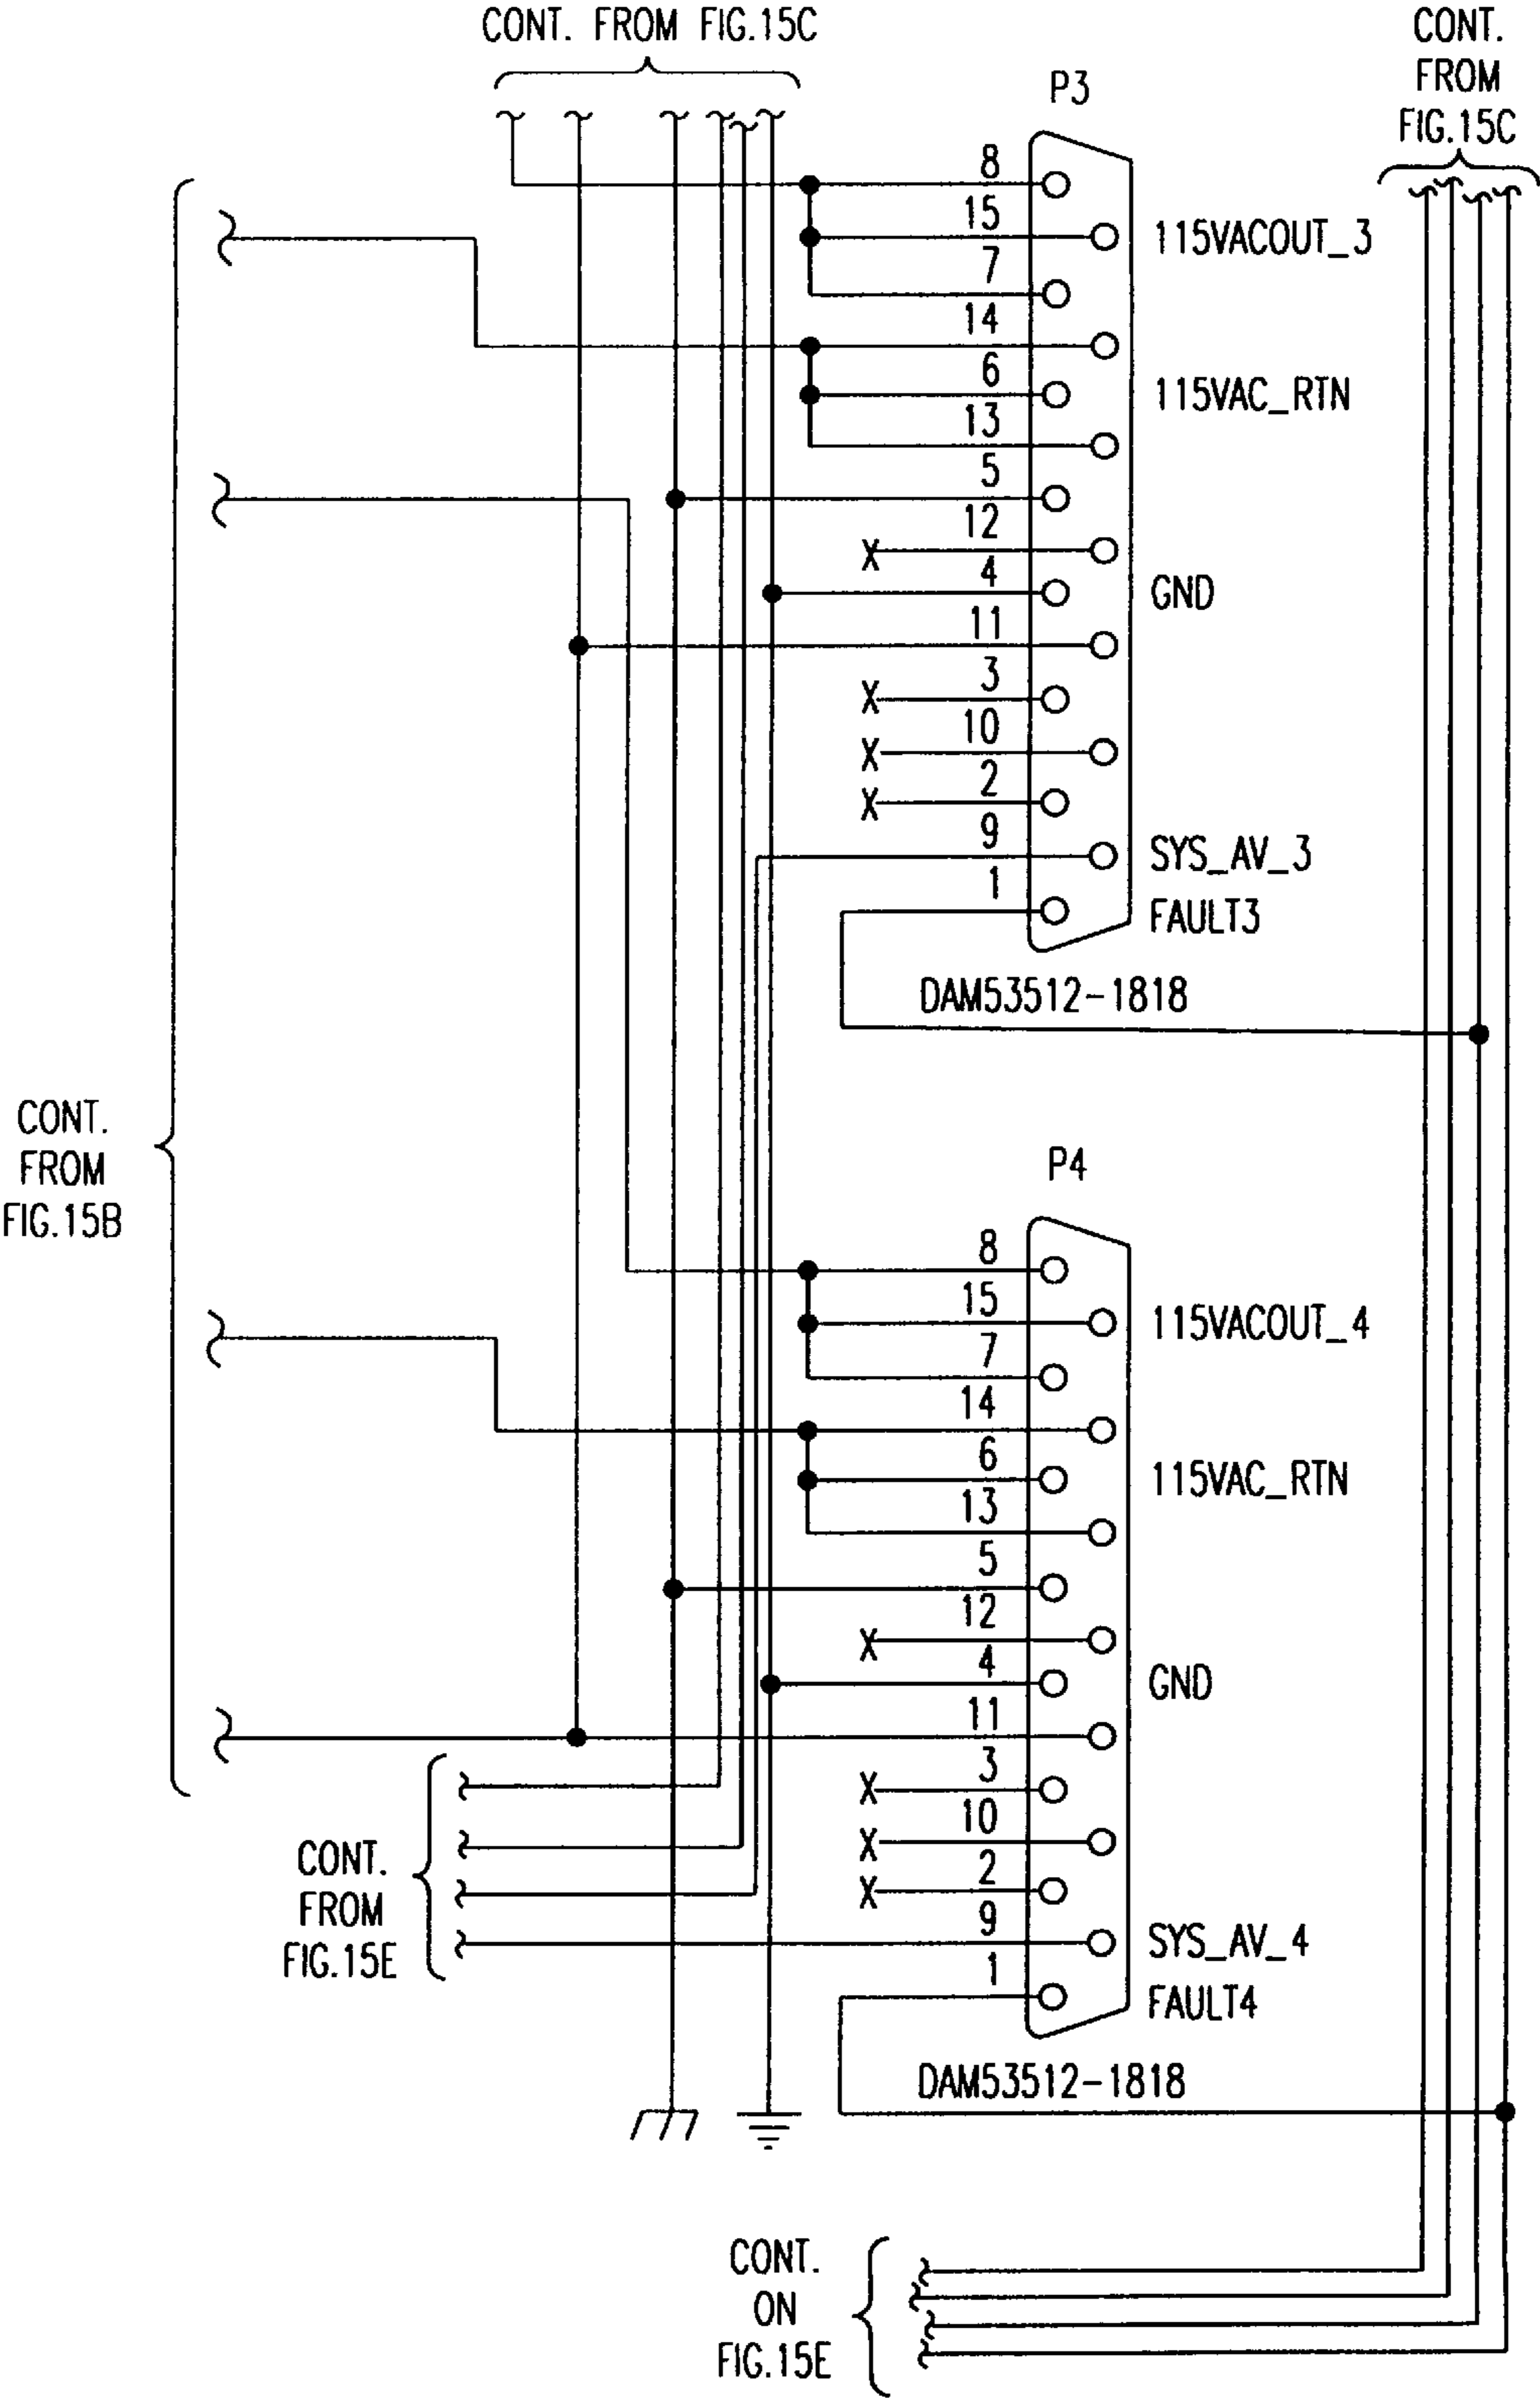 CONT. FROM FIG.15C
CONT.
FROM
FIG.15C
P3
8
15
115VACOUT_3
7
14
6
115VAC_RTN
13
5
12
X
4
GND
11
3
X
10
X
2
X
9
SYS_AV_3
1
FAULT3
DAM53512-1818
CONT.
FROM
FIG.15B
P4
8
15
115VACOUT_4
7
14
6
115VAC_RTN
13
5
12
X
4
GND
11
3
X
10
X
2
X
9
SYS_AV_4
1
FAULT4
CONT.
FROM
FIG.15E
DAM53512-1818
CONT.
ON
FIG.15E